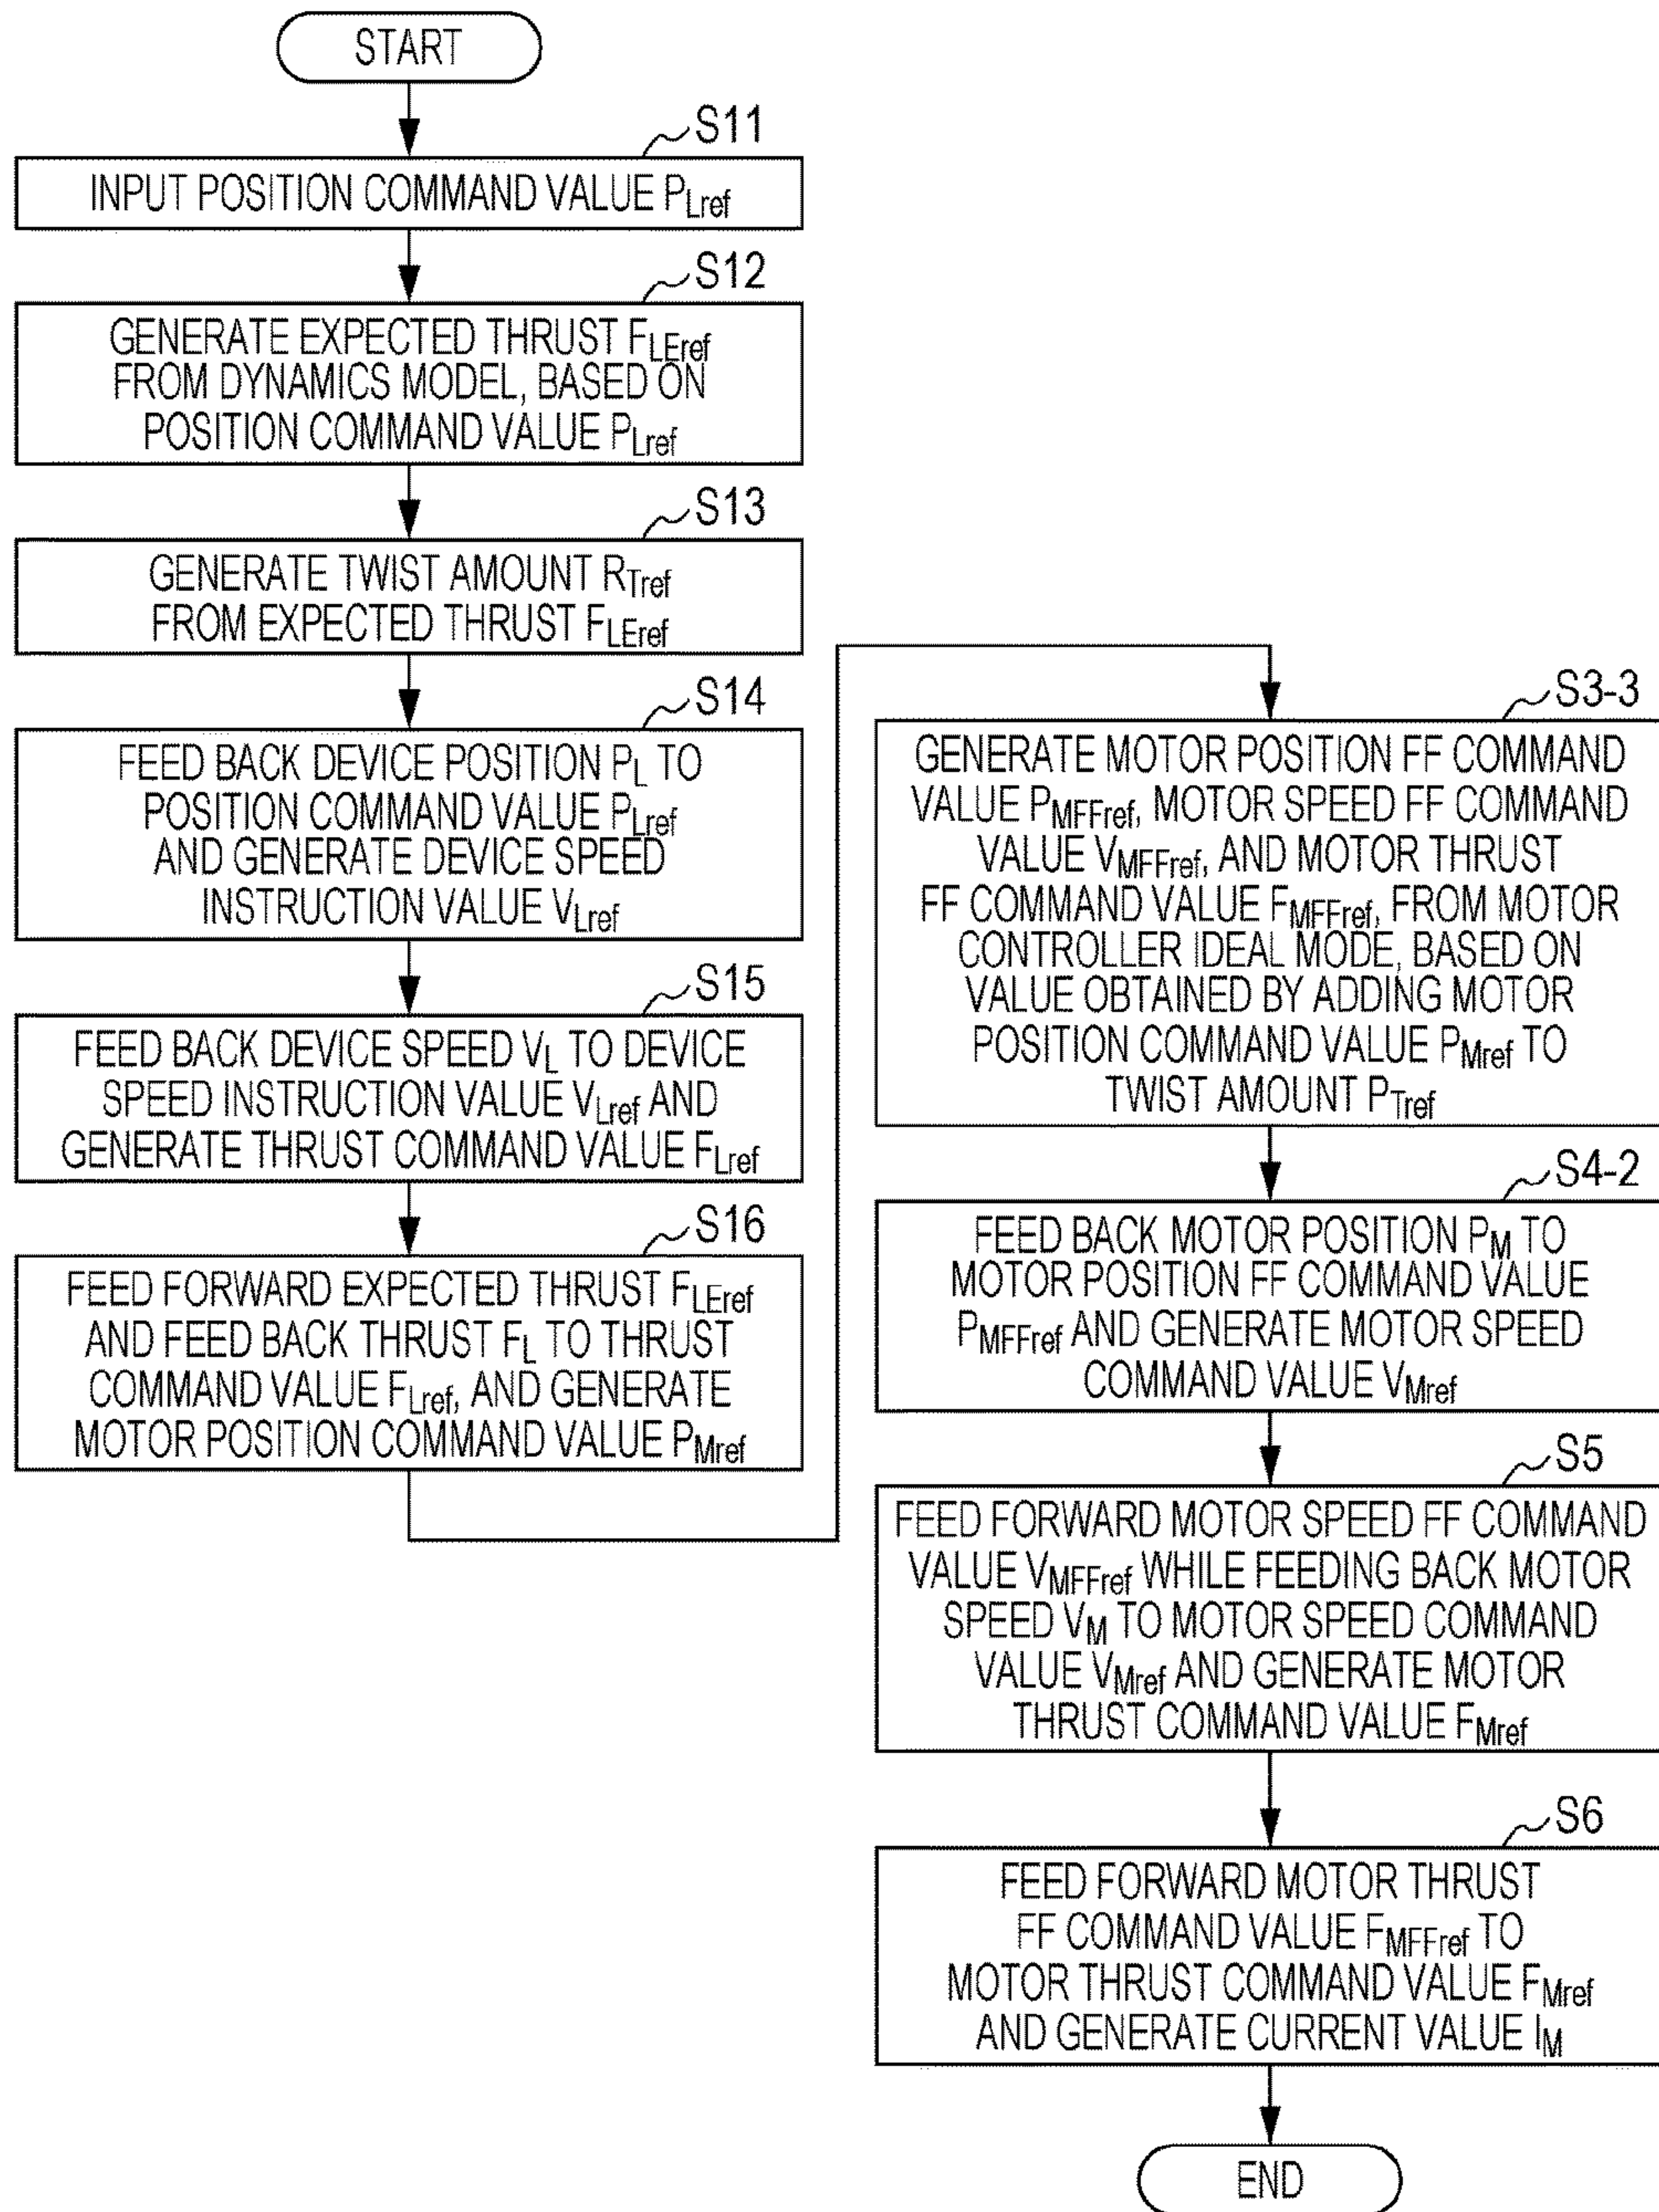 START
S11
INPUT POSITION COMMAND VALUE PLref
S12
GENERATE EXPECTED THRUST FLEref
FROM DYNAMICS MODEL, BASED ON
POSITION COMMAND VALUE PLref
S13
GENERATE TWIST AMOUNT RTref
FROM EXPECTED THRUST FLEref
S14
FEED BACK DEVICE POSITION PL TO
POSITION COMMAND VALUE PLref
AND GENERATE DEVICE SPEED
INSTRUCTION VALUE VLref
S15
FEED BACK DEVICE SPEED VL TO DEVICE
SPEED INSTRUCTION VALUE VLref AND
GENERATE THRUST COMMAND VALUE FLref
S16
FEED FORWARD EXPECTED THRUST FLEref
AND FEED BACK THRUST FL TO THRUST
COMMAND VALUE FLref, AND GENERATE
MOTOR POSITION COMMAND VALUE PMref
S3-3
GENERATE MOTOR POSITION FF COMMAND
VALUE PMFFref, MOTOR SPEED FF COMMAND
VALUE VMFFref, AND MOTOR THRUST
FF COMMAND VALUE FMFFref, FROM MOTOR
CONTROLLER IDEAL MODE, BASED ON
VALUE OBTAINED BY ADDING MOTOR
POSITION COMMAND VALUE PMref TO
TWIST AMOUNT PTref
S4-2
FEED BACK MOTOR POSITION PM TO
MOTOR POSITION FF COMMAND VALUE
PMFFref AND GENERATE MOTOR SPEED
COMMAND VALUE VMref
S5
FEED FORWARD MOTOR SPEED FF COMMAND
VALUE VMFFref WHILE FEEDING BACK MOTOR
SPEED VM TO MOTOR SPEED COMMAND
VALUE VMref AND GENERATE MOTOR
THRUST COMMAND VALUE FMref
S6
FEED FORWARD MOTOR THRUST
FF COMMAND VALUE FMFFref TO
MOTOR THRUST COMMAND VALUE FMref
AND GENERATE CURRENT VALUE IM
END